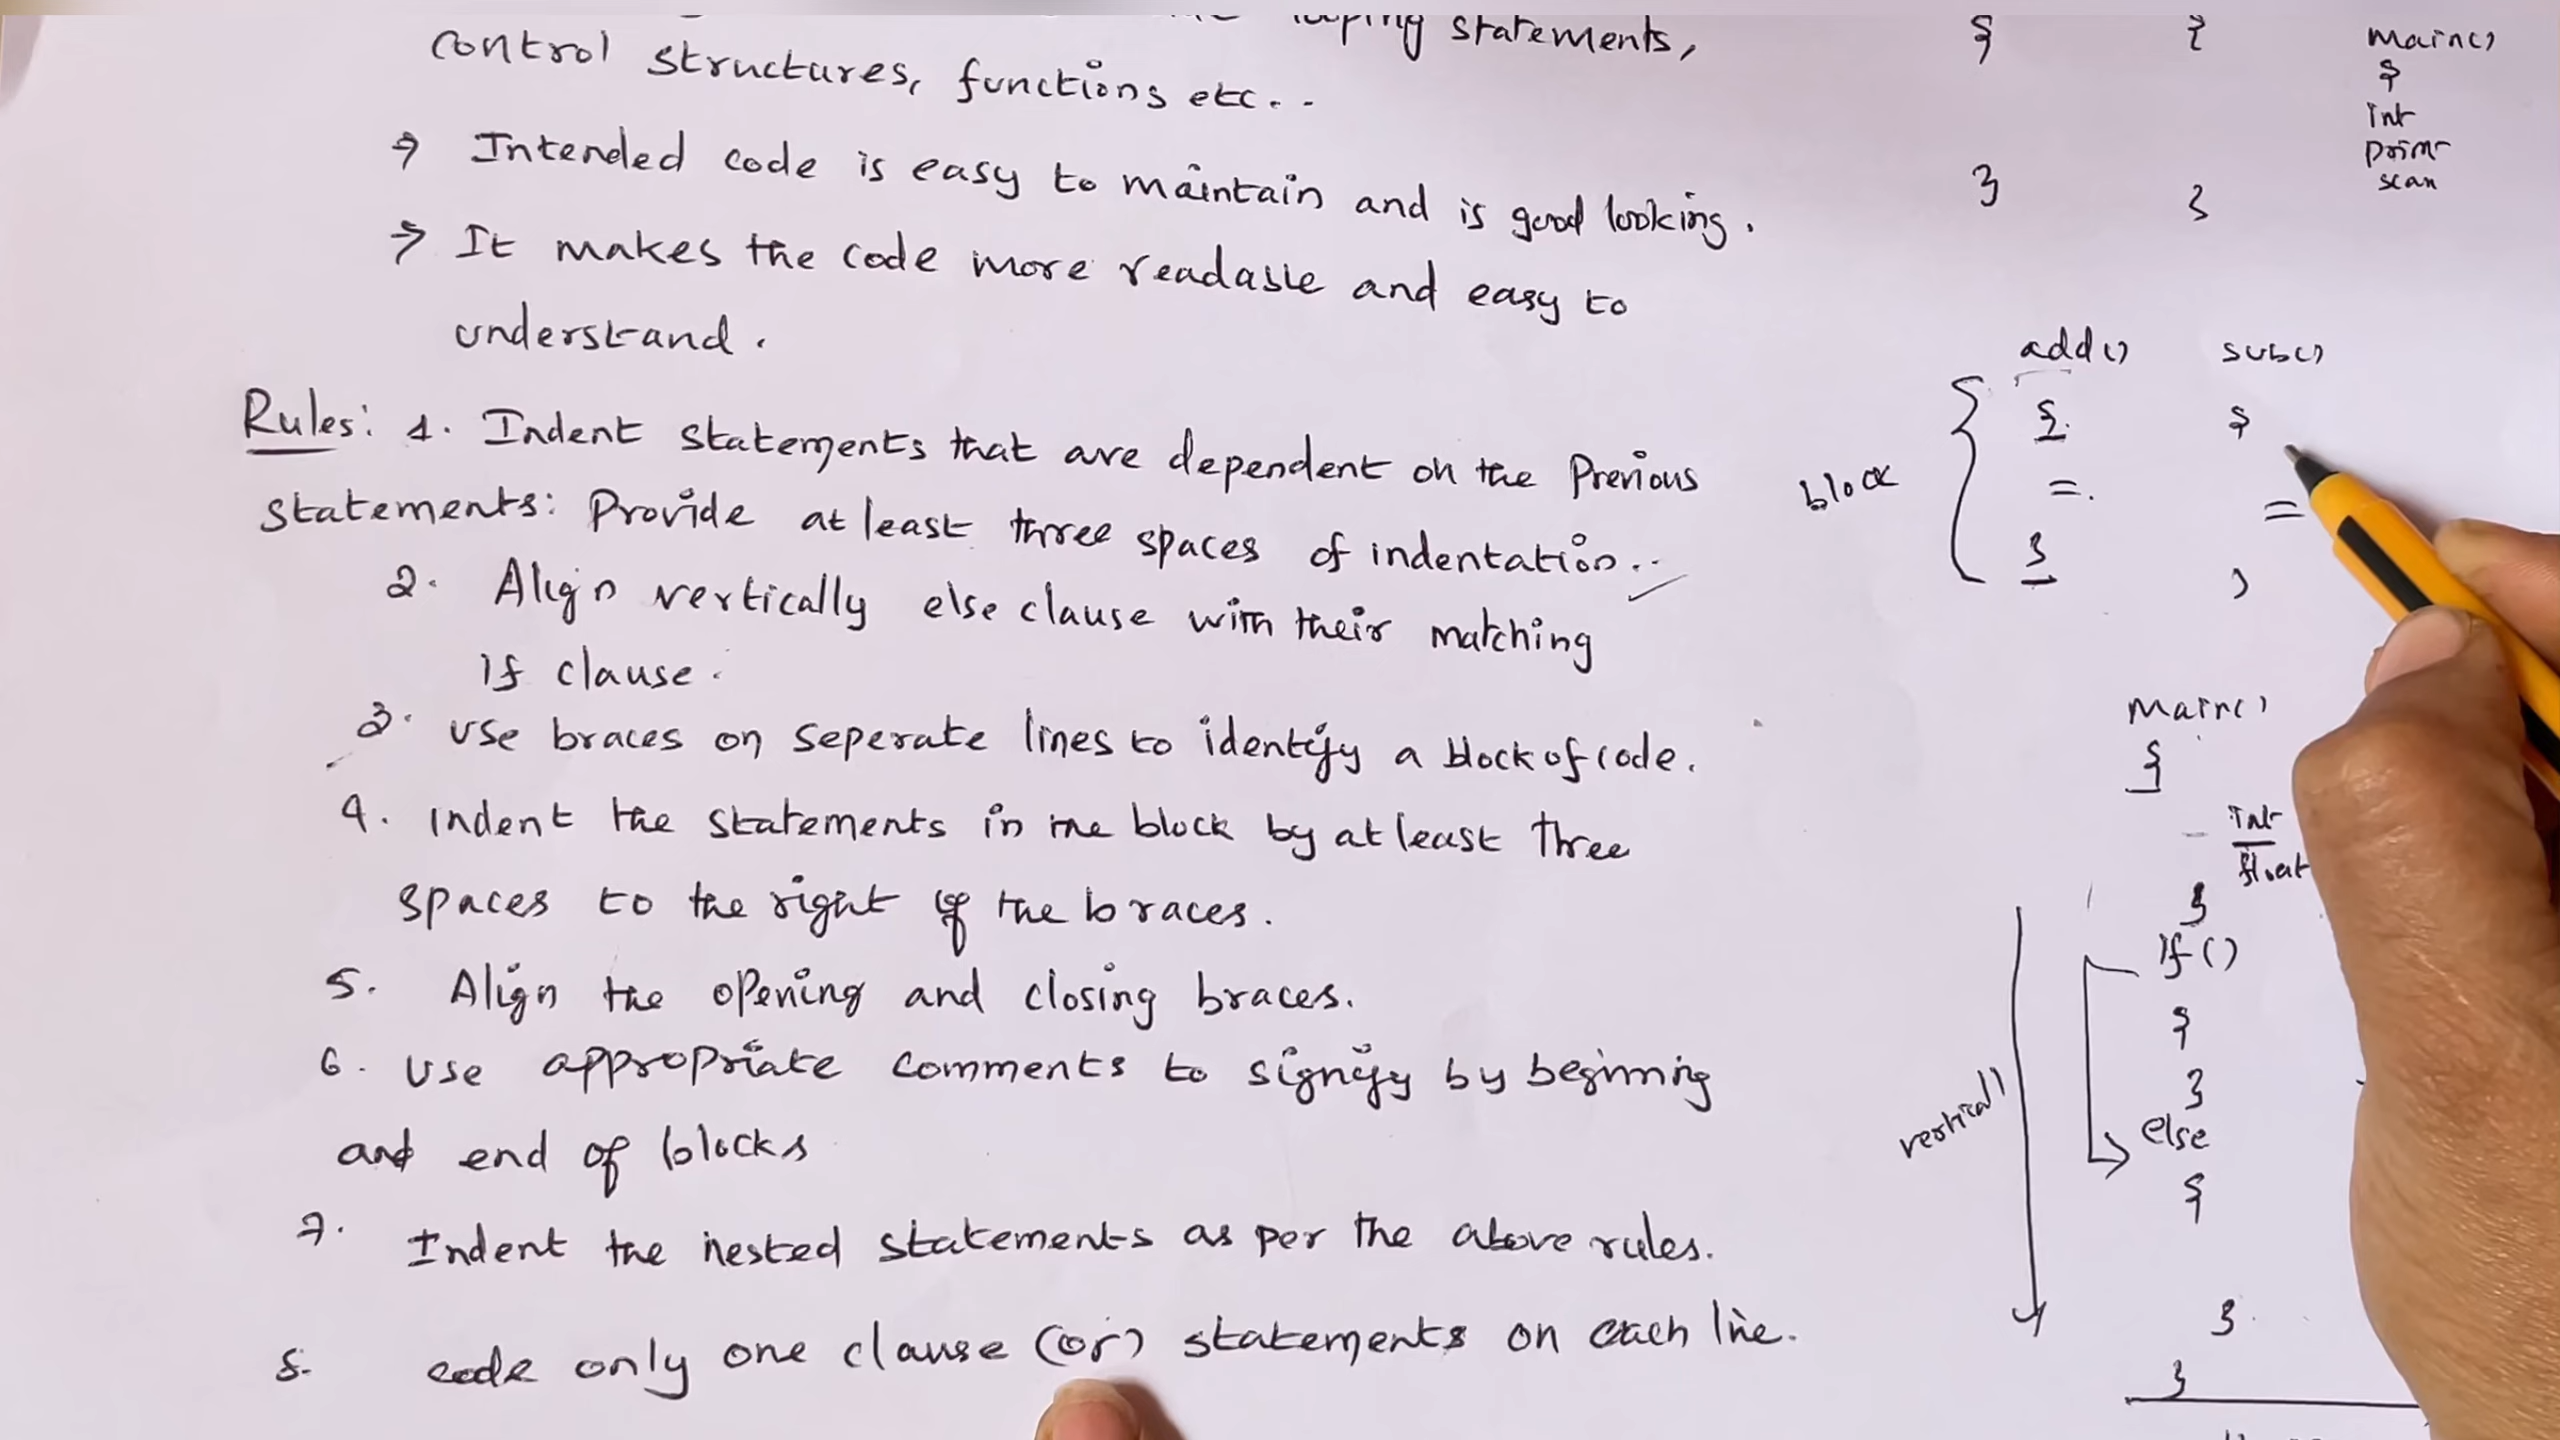 looping statements,
control structures, functions etc..
→ Intended code is easy to maintain and is good looking.
→ It makes the code more readable and easy to
understand.
Rules: 1. Indent statements that are dependent on the Previous
statements: Provide at least three spaces of indentation..
2. Align vertically else clause with their matching
if clause.
3. use braces on seperate lines to identify a block of code.
4. indent the statements in the block by at least three
spaces to the right of the braces.
5. Align the opening and closing braces.
6. use appropriate comments to signify by beginning
and end of blocks
7. Indent the nested statements as per the above rules.
8. code only one clause (or) statements on each line.
{ { main()
{
int
print
scan
} }
add() sub()
{ {
block = . =
} }
main()
{
- int
float
}
if()
{
}
vertical
else
{
}
}